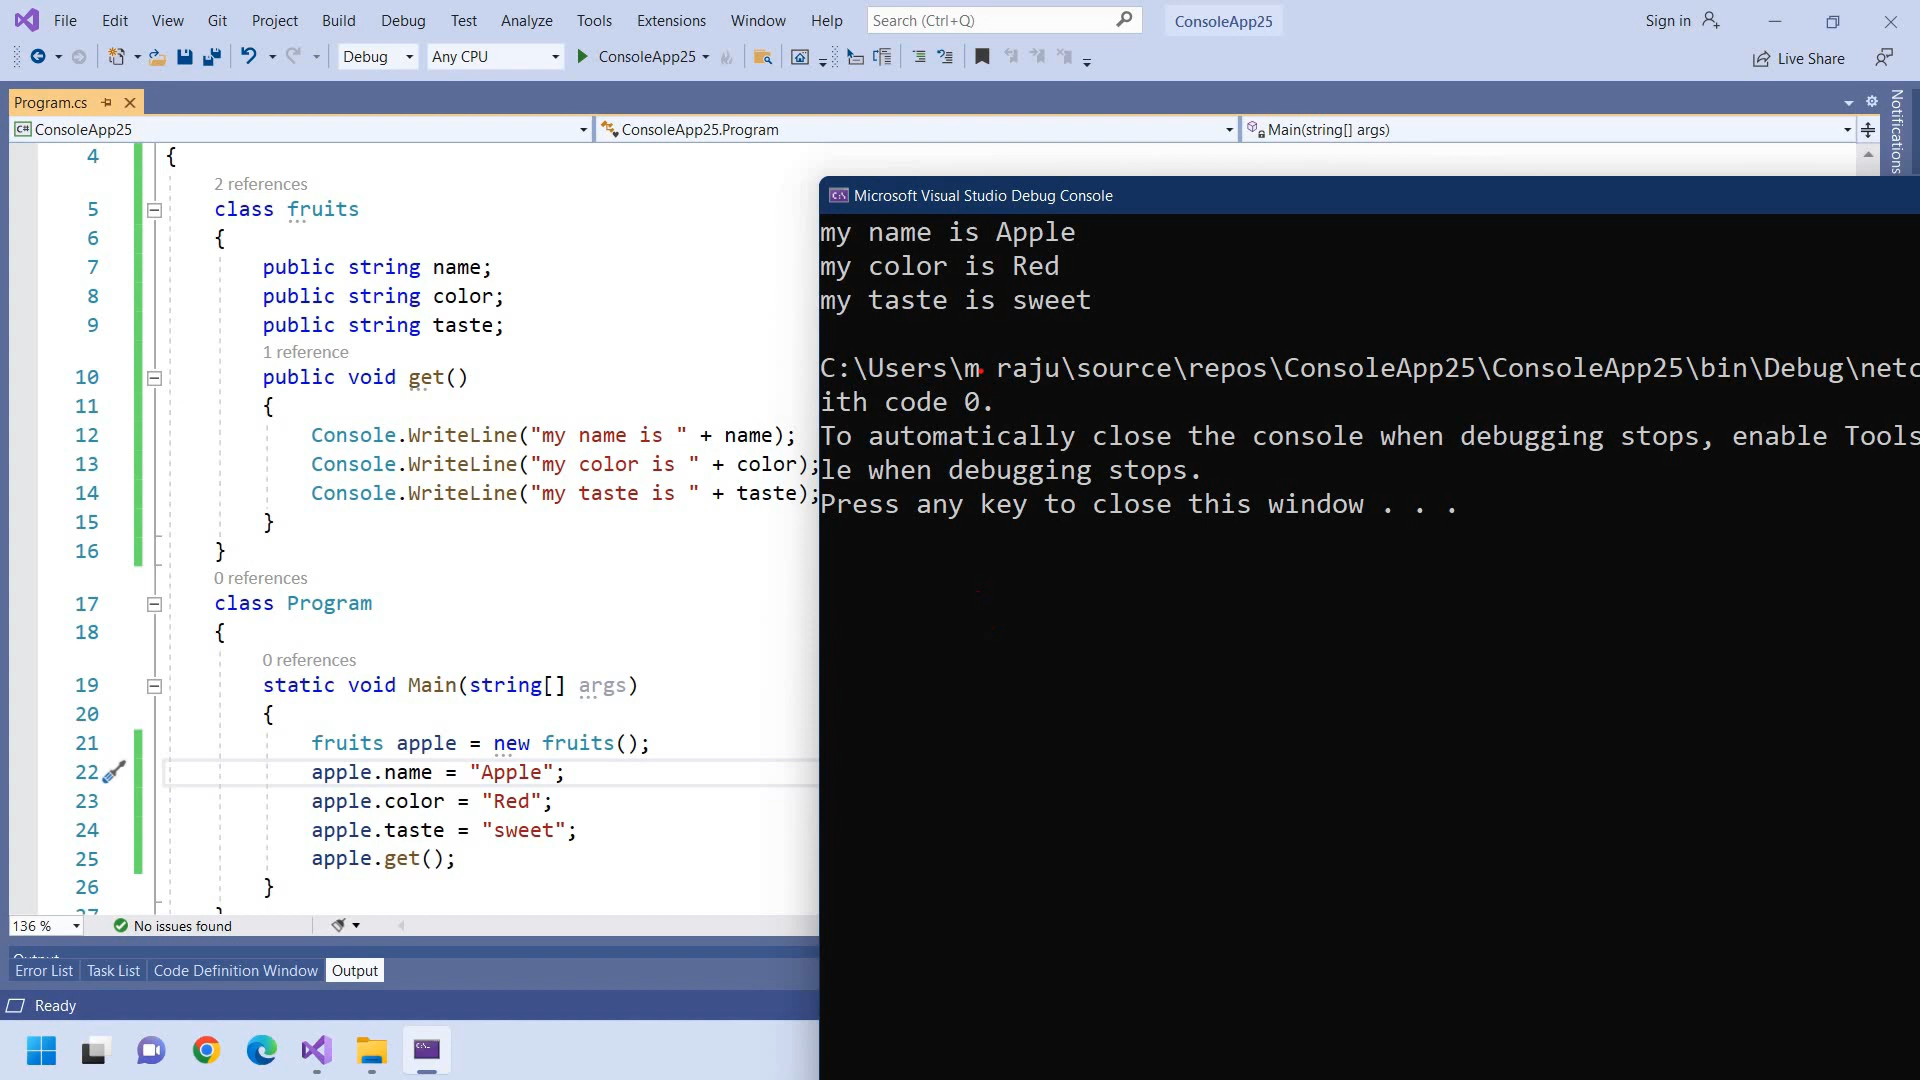 File Edit View Git Project Build Debug Test Analyze Tools Extensions Window Help Search (Ctrl+Q) ConsoleApp25 Sign in
Debug Any CPU ConsoleApp25 Live Share
Program.cs
Notifications
C# ConsoleApp25 ConsoleApp25.Program Main(string[] args)
4 {
2 references
5 class fruits
6 {
7 public string name;
8 public string color;
9 public string taste;
1 reference
10 public void get()
11 {
12 Console.WriteLine("my name is " + name);
13 Console.WriteLine("my color is " + color);
14 Console.WriteLine("my taste is " + taste);
15 }
16 }
0 references
17 class Program
18 {
0 references
19 static void Main(string[] args)
20 {
21 fruits apple = new fruits();
22 apple.name = "Apple";
23 apple.color = "Red";
24 apple.taste = "sweet";
25 apple.get();
26 }
27 }
136 % No issues found
Output
Error List Task List Code Definition Window Output
Ready
Microsoft Visual Studio Debug Console
my name is Apple
my color is Red
my taste is sweet
C:\Users\m raju\source\repos\ConsoleApp25\ConsoleApp25\bin\Debug\netc
ith code 0.
To automatically close the console when debugging stops, enable Tools
le when debugging stops.
Press any key to close this window . . .